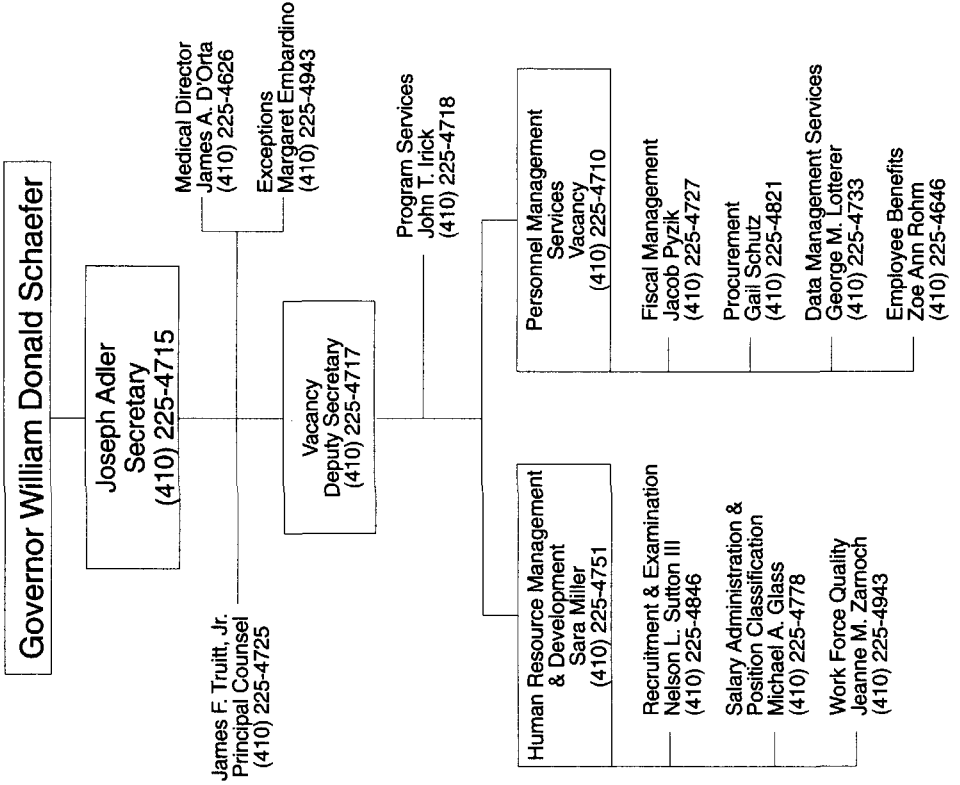 Governor William Donald Schaefer
Joseph Adler
Secretary
(410) 225-4715
James F. Truitt, Jr.
Principal Counsel
(410) 225-4725
Medical Director
James A. D'Orta
(410) 225-4626
Exceptions
Margaret Embardino
(410) 225-4943
Vacancy
Deputy Secretary
(410) 225-4717
Program Services
John T. Irick
(410) 225-4718
Human Resource Management
& Development
Sara Miller
(410) 225-4751
Recruitment & Examination
Nelson L. Sutton III
(410) 225-4846
Salary Administration &
Position Classification
Michael A. Glass
(410) 225-4778
Work Force Quality
Jeanne M. Zarnoch
(410) 225-4943
Personnel Management
Services
Vacancy
(410) 225-4710
Fiscal Management
Jacob Pyzik
(410) 225-4727
Procurement
Gail Schutz
(410) 225-4821
Data Management Services
George M. Lotterer
(410) 225-4733
Employee Benefits
Zoe Ann Rohm
(410) 225-4646